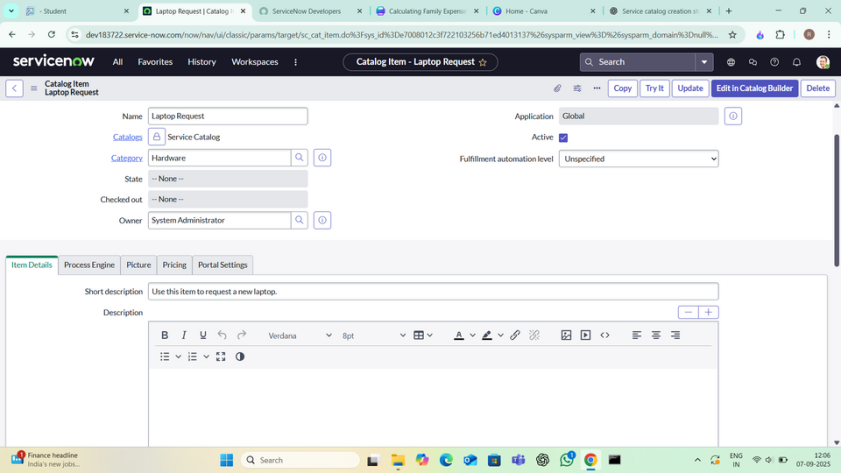 - Student
Laptop Request | Catalog I
ServiceNow Developers
Calculating Family Expens
Home - Canva
Service catalog creation st
dev183722.service-now.com/now/nav/ui/classic/params/target/sc_cat_item.do%3Fsys_id%3De7008012c3f722103256b71ed4013137%26sysparm_view%3D%26sysparm_domain%3Dnull%...
R
servicenow
All Favorites History Workspaces
Catalog Item - Laptop Request
Search
Catalog Item
Laptop Request
Copy Try It Update Edit in Catalog Builder Delete
Name Laptop Request
Application Global
Catalogs Service Catalog
Active
Category Hardware
Fulfillment automation level Unspecified
State -- None --
Checked out -- None --
Owner System Administrator
Item Details Process Engine Picture Pricing Portal Settings
Short description Use this item to request a new laptop.
Description
B I U Verdana 8pt A
1 Finance headline
India's new jobs...
Search
1
ENG
IN
12:06
07-09-2025